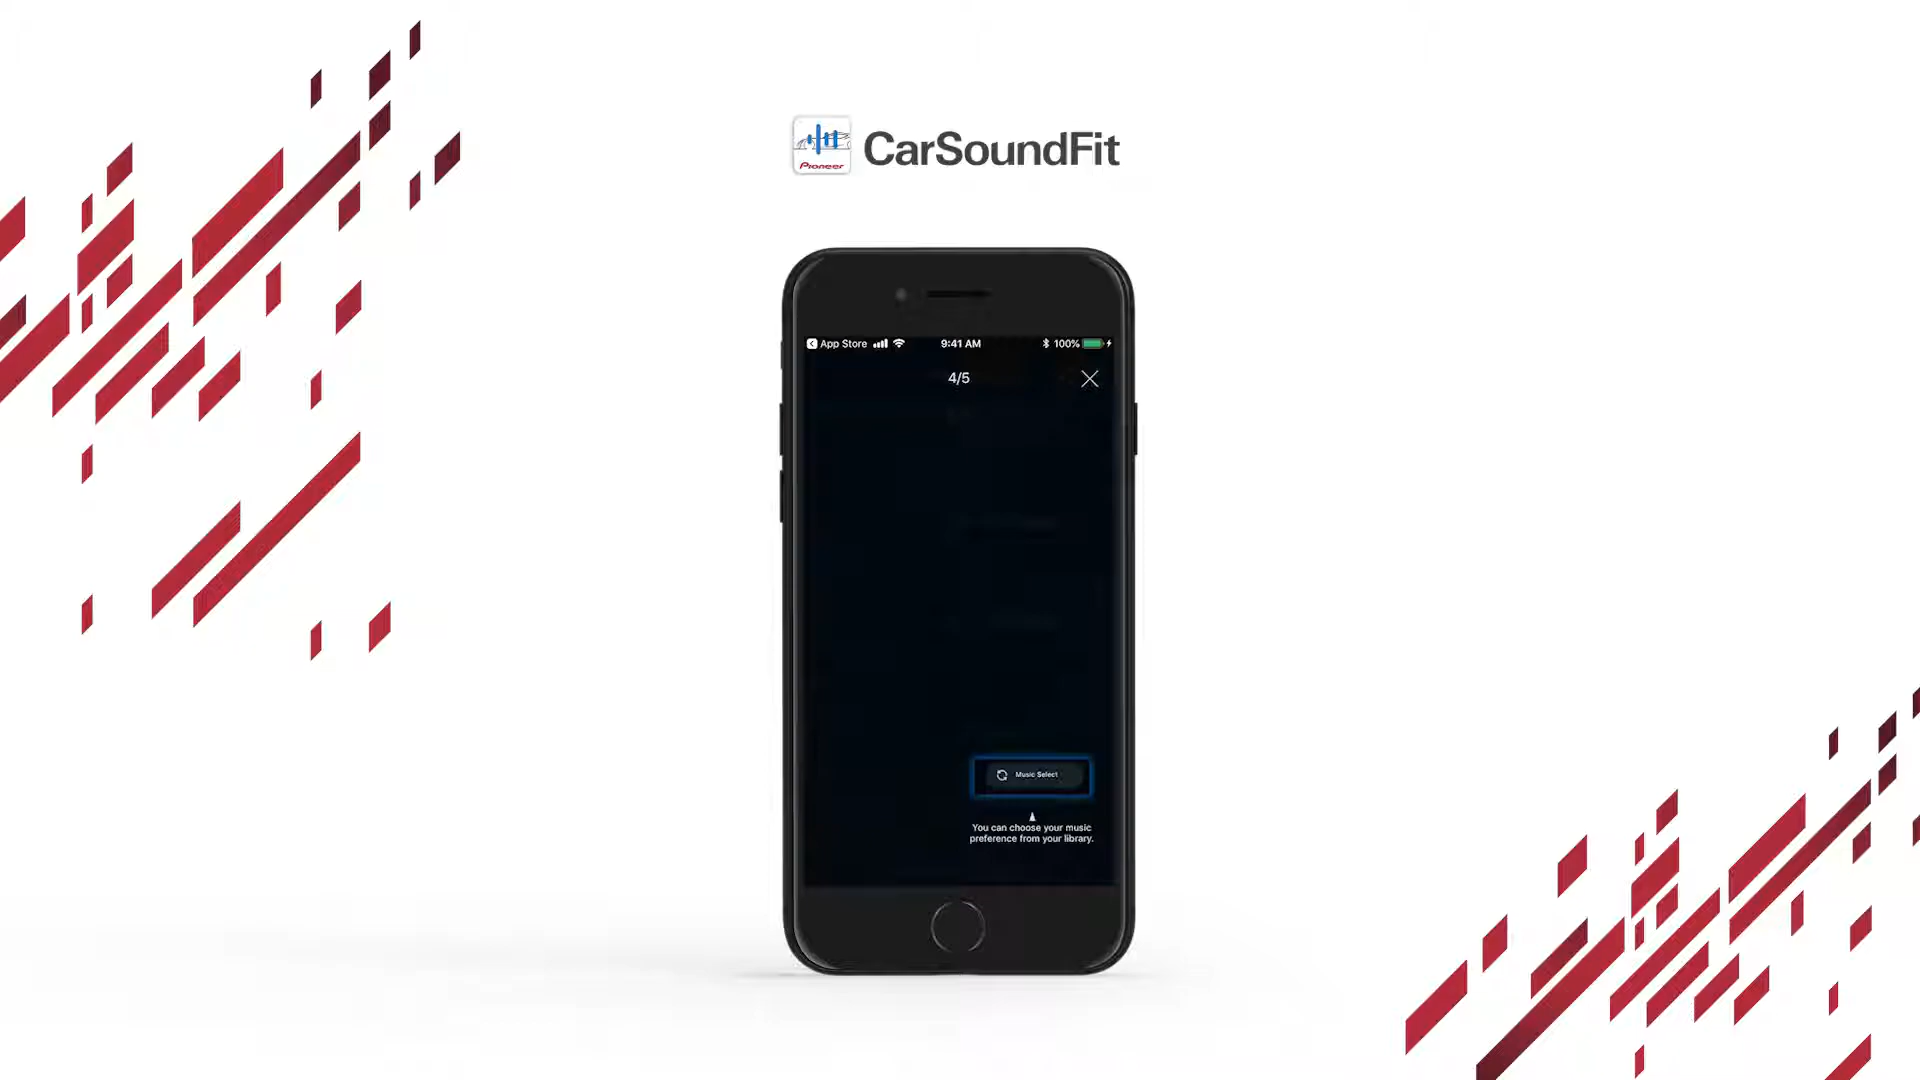 Pioneer
CarSoundFit
App Store
9:41 AM
100%
4/5
Music Select
You can choose your music
preference from your library.